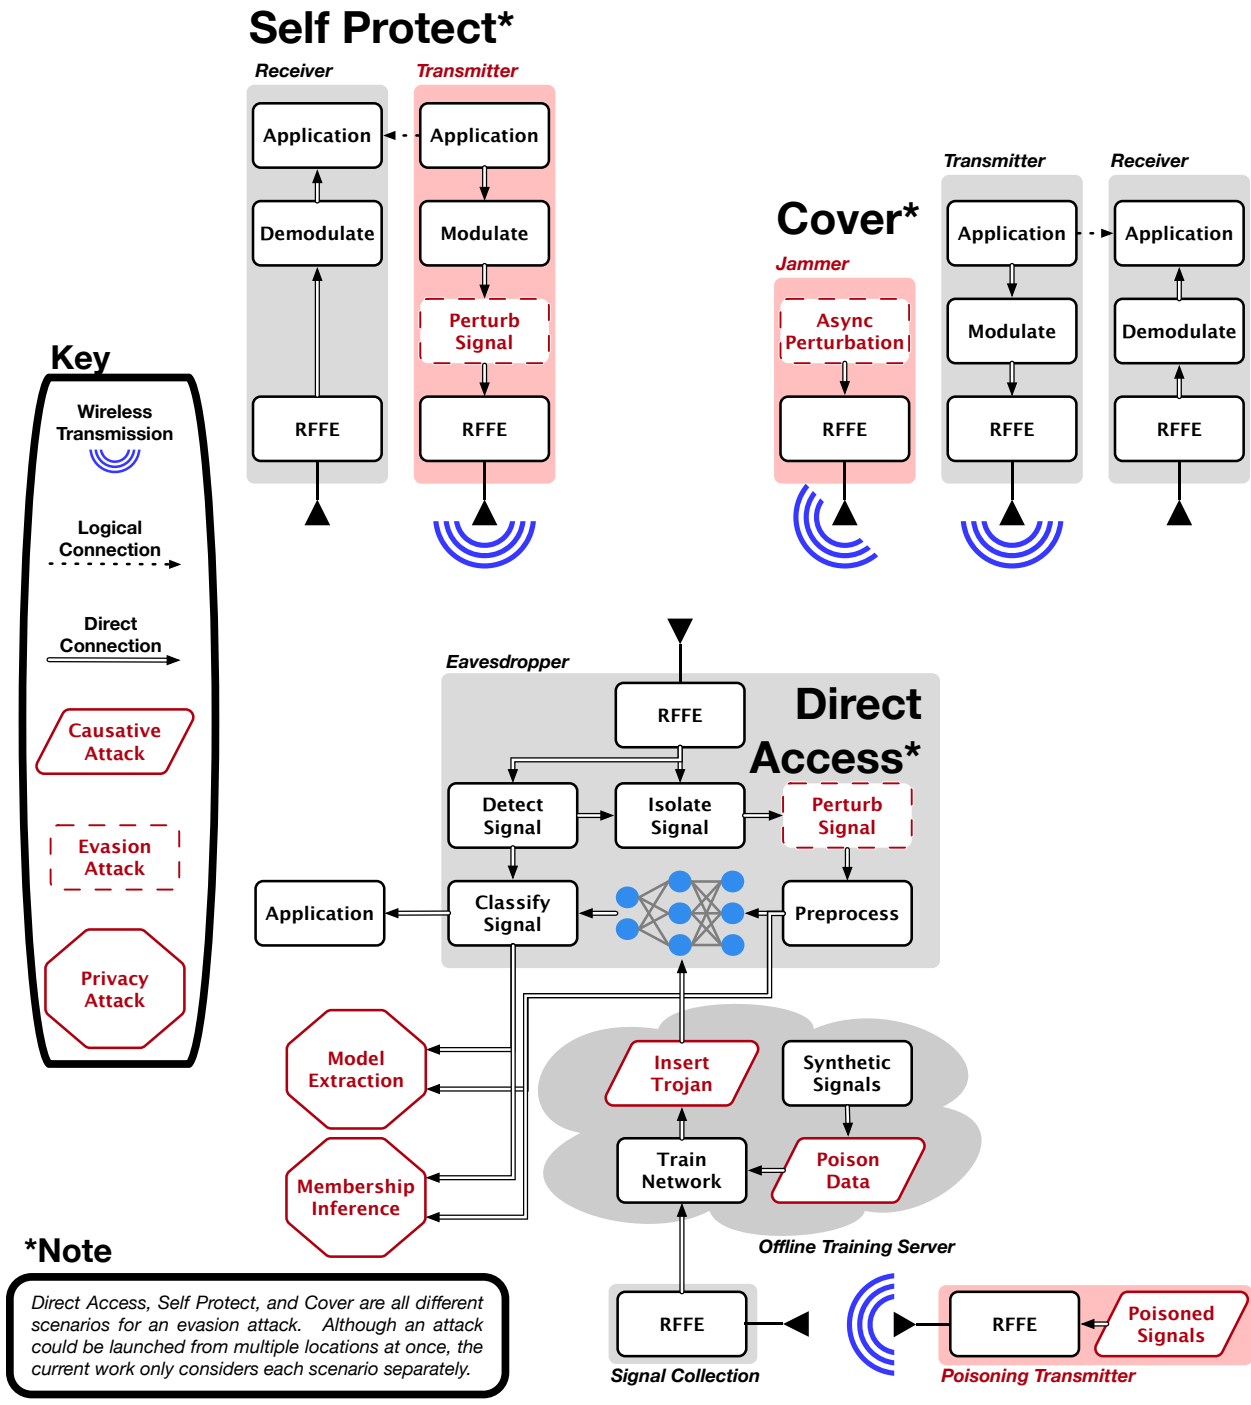 Self Protect*
Receiver
Transmitter
Application
Application
Demodulate
Modulate
Perturb
Signal
RFFE
RFFE
Cover*
Jammer
Transmitter
Receiver
Application
Application
Async
Perturbation
Modulate
Demodulate
RFFE
RFFE
RFFE
Key
Wireless
Transmission
Logical
Connection
Direct
Connection
Causative
Attack
Evasion
Attack
Privacy
Attack
Eavesdropper
Direct
Access*
RFFE
Detect
Signal
Isolate
Signal
Perturb
Signal
Application
Classify
Signal
Preprocess
Model
Extraction
Membership
Inference
Insert
Trojan
Synthetic
Signals
Train
Network
Poison
Data
Offline Training Server
RFFE
Signal Collection
RFFE
Poisoned
Signals
Poisoning Transmitter
*Note
Direct Access, Self Protect, and Cover are all different
scenarios for an evasion attack. Although an attack
could be launched from multiple locations at once, the
current work only considers each scenario separately.